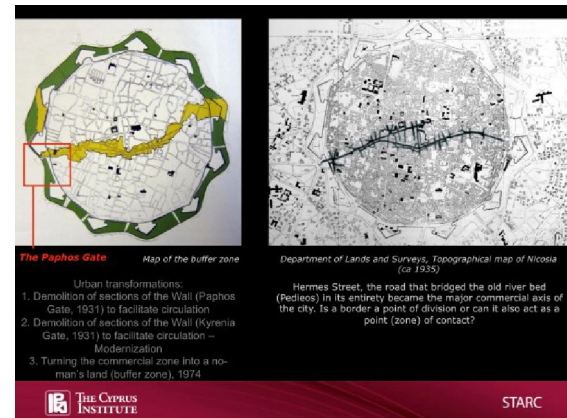 The Paphos Gate
Map of the buffer zone
Urban transformations:
1. Demolition of sections of the Wall (Paphos
Gate, 1931) to facilitate circulation
2. Demolition of sections of the Wall (Kyrenia
Gate, 1931) to facilitate circulation –
Modernization
3. Turning the commercial zone into a no-
man's land (buffer zone), 1974
Department of Lands and Surveys, Topographical map of Nicosia
(ca 1935)
Hermes Street, the road that bridged the old river bed
(Pedieos) in its entirety became the major commercial axis of
the city. Is a border a point of division or can it also act as a
point (zone) of contact?
THE CYPRUS
INSTITUTE
STARC